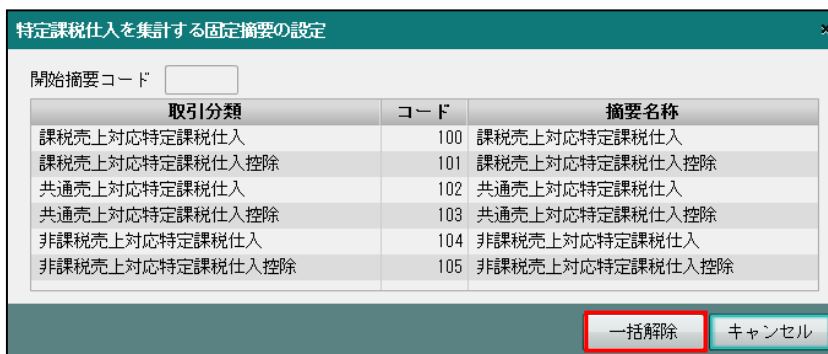 特定課税仕入を集計する固定摘要の設定 ×
開始摘要コード
取引分類 コード 摘要名称
課税売上対応特定課税仕入 100 課税売上対応特定課税仕入
課税売上対応特定課税仕入控除 101 課税売上対応特定課税仕入控除
共通売上対応特定課税仕入 102 共通売上対応特定課税仕入
共通売上対応特定課税仕入控除 103 共通売上対応特定課税仕入控除
非課税売上対応特定課税仕入 104 非課税売上対応特定課税仕入
非課税売上対応特定課税仕入控除 105 非課税売上対応特定課税仕入控除
一括解除 キャンセル